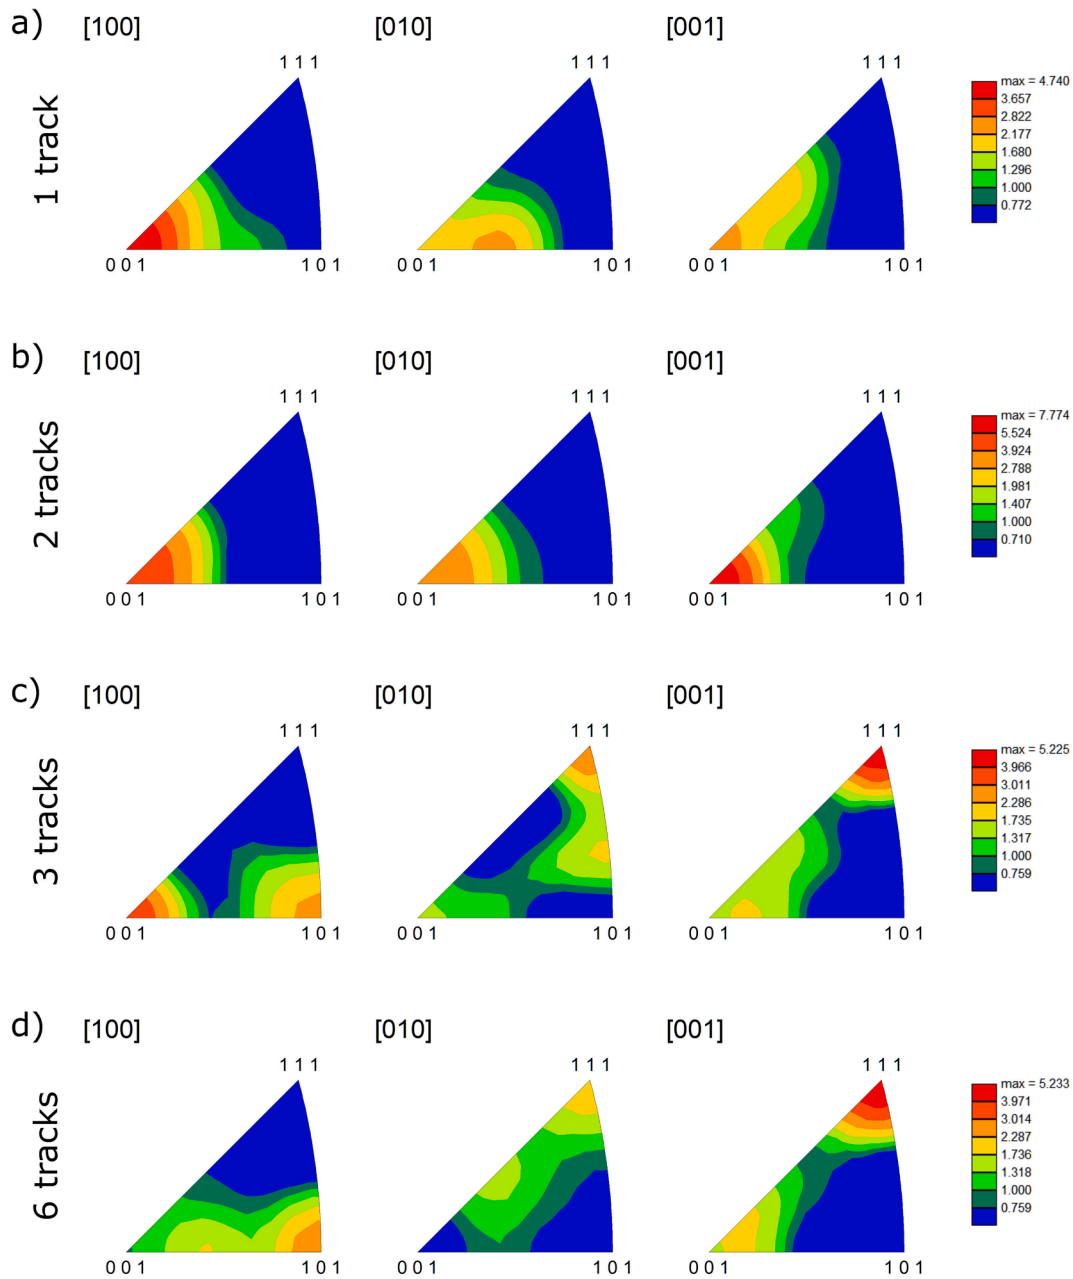 a)
[100]
[010]
[001]
1 track
1 1 1
1 1 1
1 1 1
0 0 1
1 0 1
0 0 1
1 0 1
0 0 1
1 0 1
max = 4.740
3.657
2.822
2.177
1.680
1.296
1.000
0.772
b)
[100]
[010]
[001]
2 tracks
1 1 1
1 1 1
1 1 1
0 0 1
1 0 1
0 0 1
1 0 1
0 0 1
1 0 1
max = 7.774
5.524
3.924
2.788
1.981
1.407
1.000
0.710
c)
[100]
[010]
[001]
3 tracks
1 1 1
1 1 1
1 1 1
0 0 1
1 0 1
0 0 1
1 0 1
0 0 1
1 0 1
max = 5.225
3.966
3.011
2.286
1.735
1.317
1.000
0.759
d)
[100]
[010]
[001]
6 tracks
1 1 1
1 1 1
1 1 1
0 0 1
1 0 1
0 0 1
1 0 1
0 0 1
1 0 1
max = 5.233
3.971
3.014
2.287
1.736
1.318
1.000
0.759